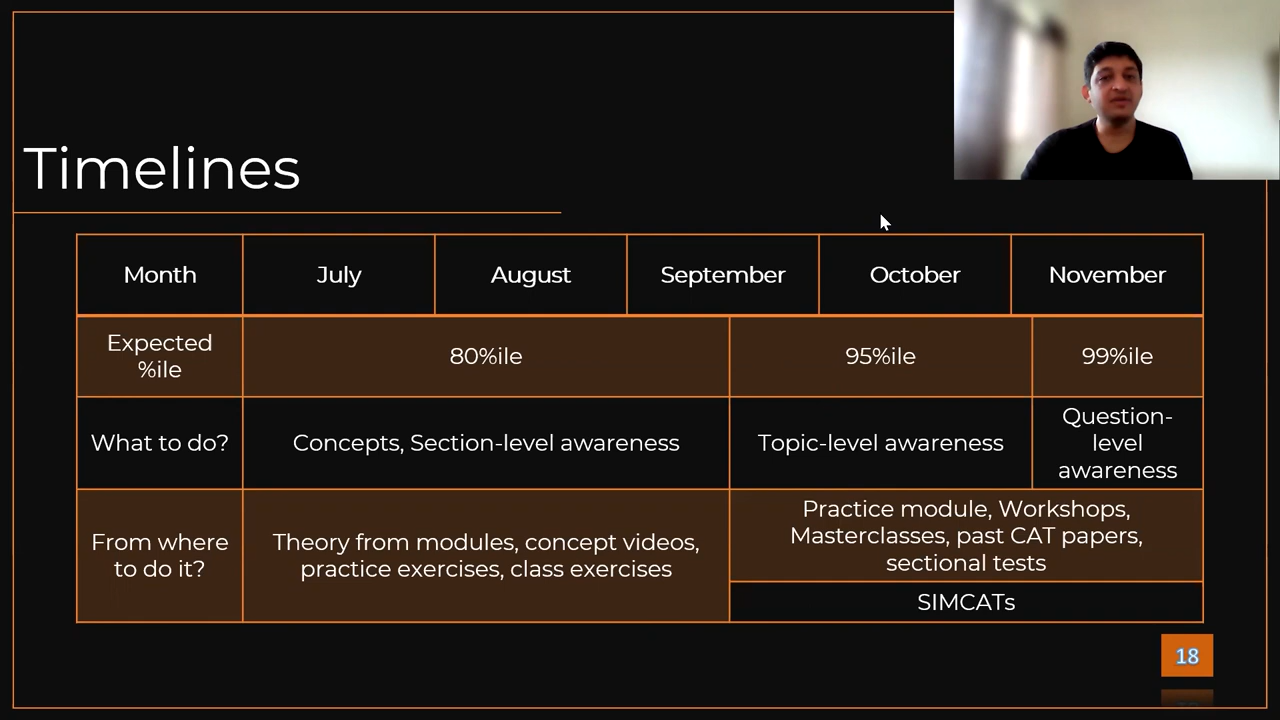 Timelines
Month
July
August
September
October
November
Expected
%ile
80%ile
95%ile
99%ile
What to do?
Concepts, Section-level awareness
Topic-level awareness
Question-
level
awareness
From where
to do it?
Theory from modules, concept videos,
practice exercises, class exercises
Practice module, Workshops,
Masterclasses, past CAT papers,
sectional tests
SIMCATs
18